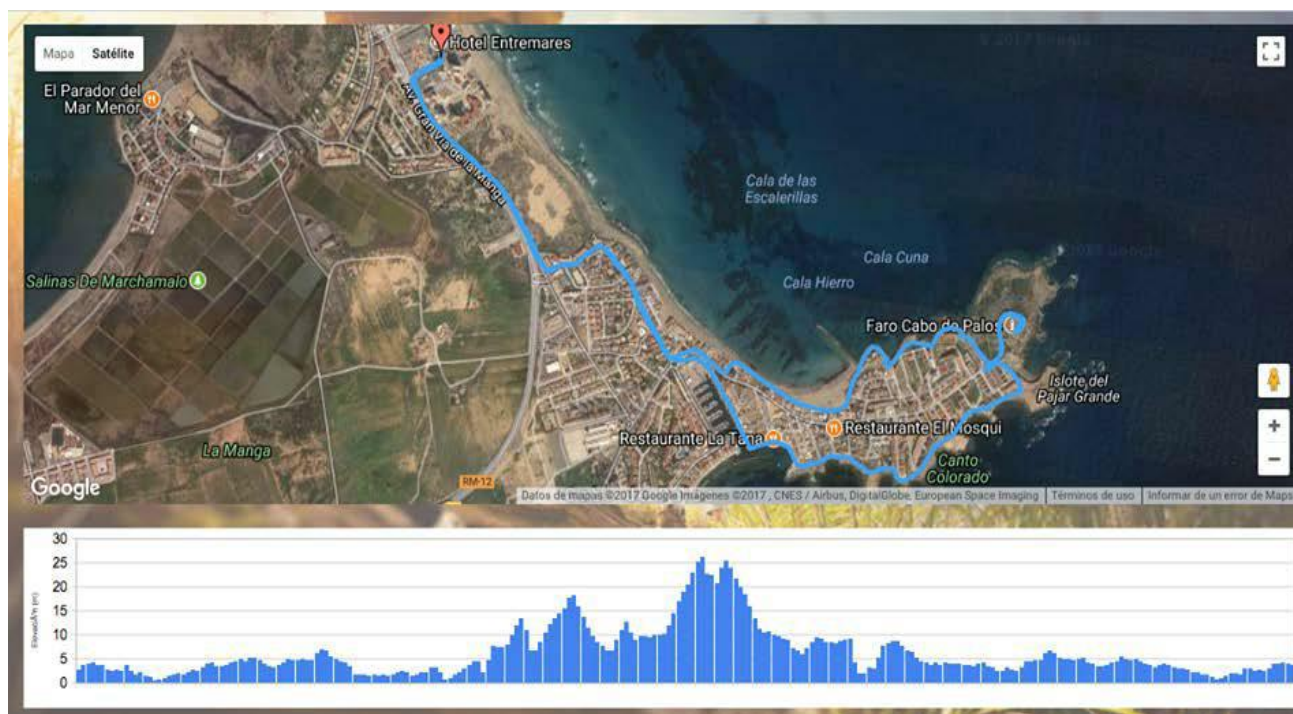 Mapa Satélite
Hotel Entremares
El Parador del
Mar Menor
Av. Gran Vía de la Manga
Cala de las
Escalerillas
Cala Cuna
Cala Hierro
Salinas De Marchamalo
Faro Cabo de Palos
Islote del
Pajar Grande
Restaurante La Tana
Restaurante El Mosqui
La Manga
Canto
Colorado
RM-12
Google
Datos de mapas ©2017 Google Imágenes ©2017 , CNES / Airbus, DigitalGlobe, European Space Imaging
Términos de uso
Informar de un error de Maps
30
25
20
15
10
5
0